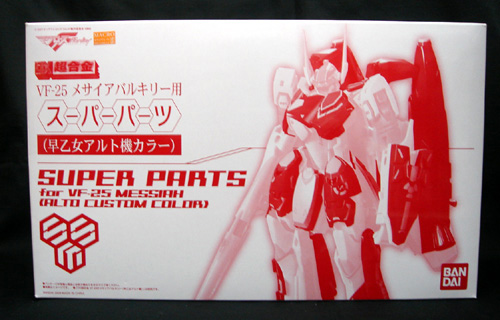 超合金
VF-25 メサイアバルキリー用
スーパーパーツ
(早乙女アルト機カラー)
SUPER PARTS
for VF-25 MESSIAH
(ALTO CUSTOM COLOR)
BAN
DAI